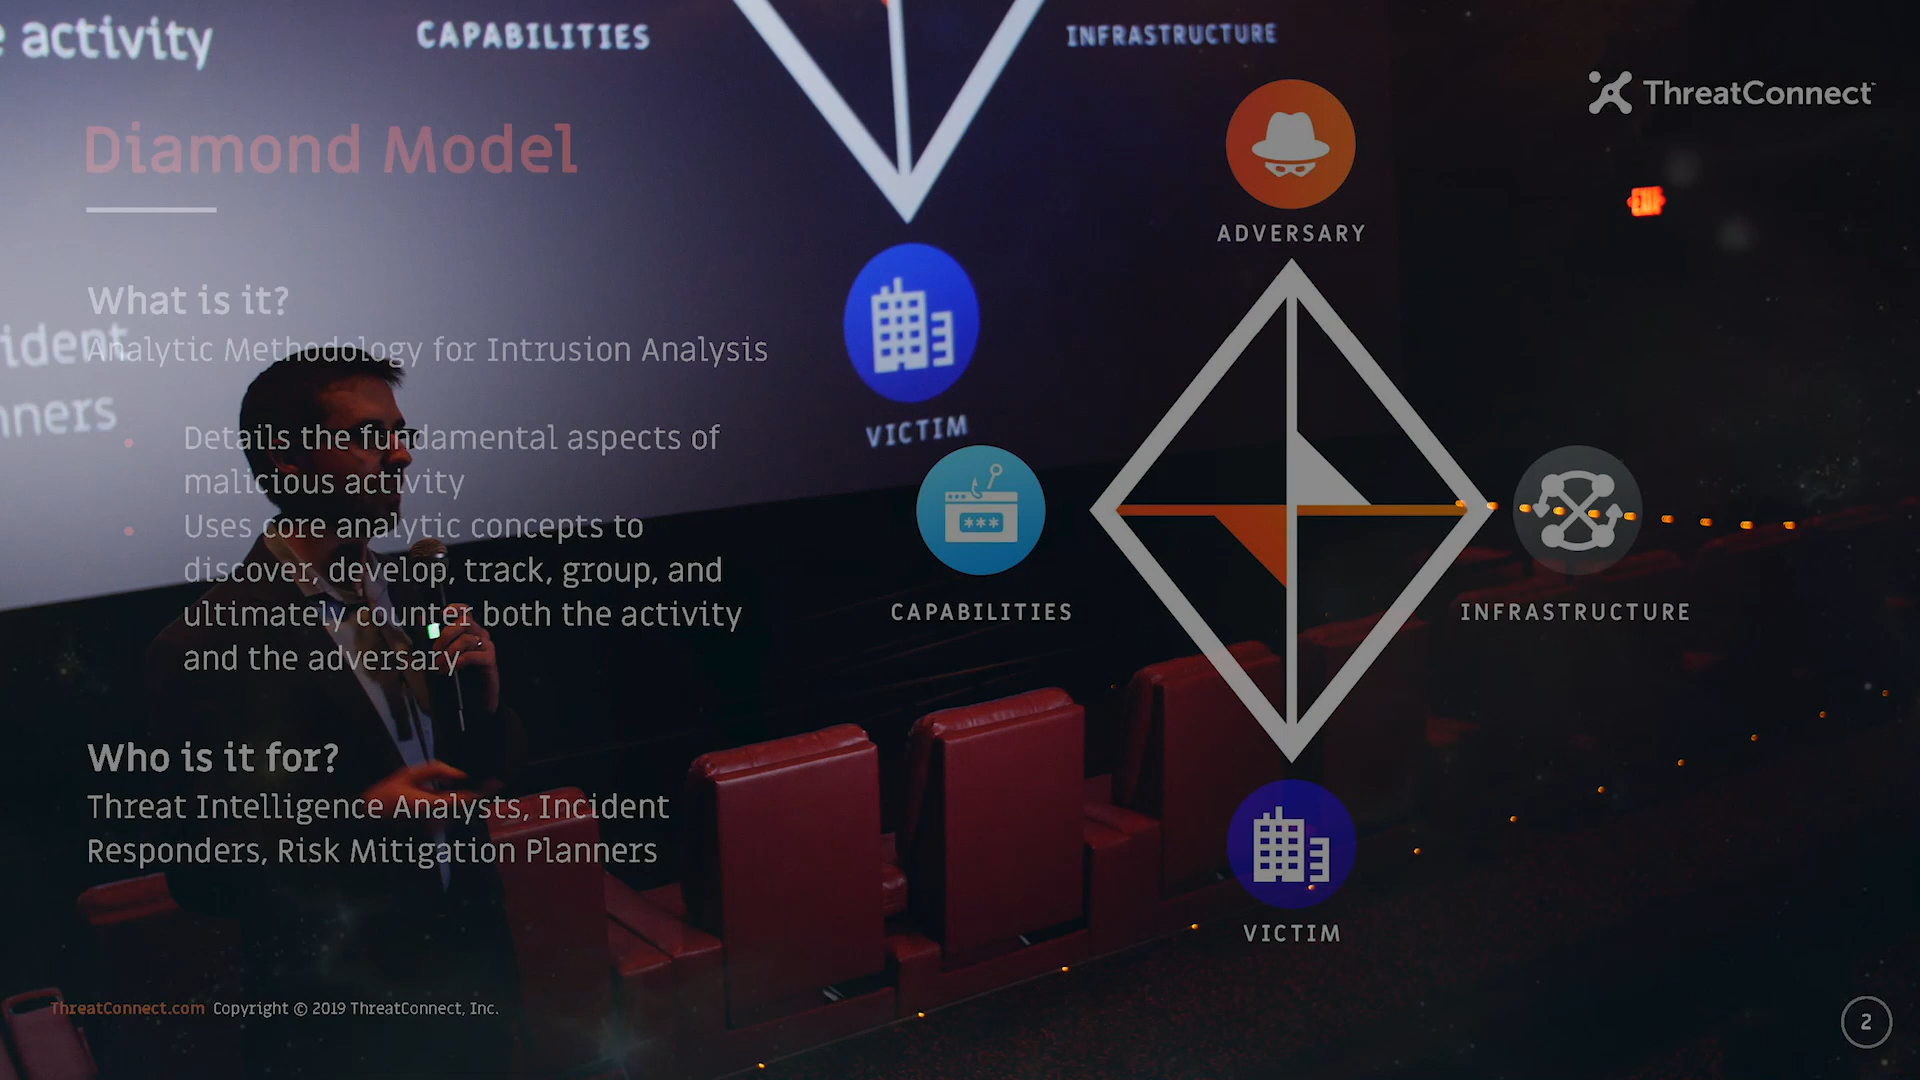 e activity
CAPABILITIES
INFRASTRUCTURE
ThreatConnect
Diamond Model
ADVERSARY
What is it?
Analytic Methodology for Intrusion Analysis
ident
nners
VICTIM
Details the fundamental aspects of
malicious activity
Uses core analytic concepts to
discover, develop, track, group, and
ultimately counter both the activity
and the adversary
***
CAPABILITIES
INFRASTRUCTURE
Who is it for?
Threat Intelligence Analysts, Incident
Responders, Risk Mitigation Planners
VICTIM
ThreatConnect.com Copyright © 2019 ThreatConnect, Inc.
2